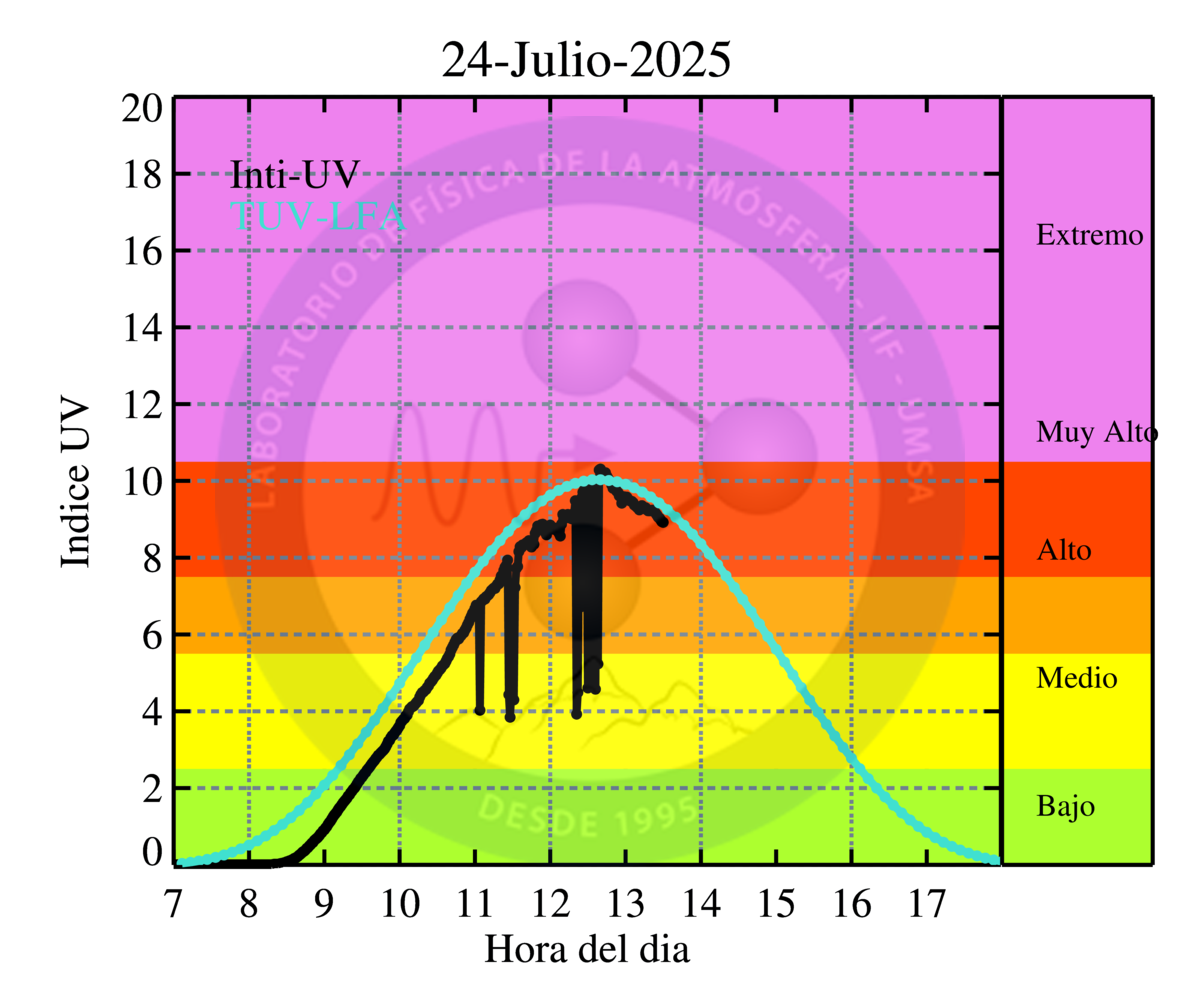 24-Julio-2025
20
18
16
14
12
10
8
6
4
2
0
Indice UV
Inti-UV
TUV-LFA
LABORATORIO DE FÍSICA DE LA ATMÓSFERA - IIF - UMSA
DESDE 1995
Extremo
Muy Alto
Alto
Medio
Bajo
7 8 9 10 11 12 13 14 15 16 17
Hora del dia